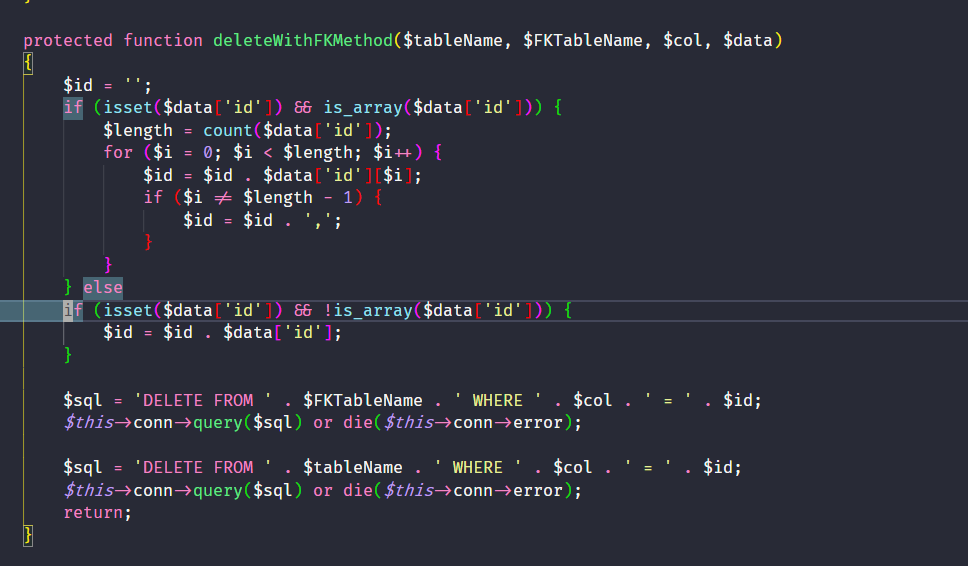 }
protected function deleteWithFKMethod($tableName, $FKTableName, $col, $data)
{
    $id = '';
    if (isset($data['id']) && is_array($data['id'])) {
        $length = count($data['id']);
        for ($i = 0; $i < $length; $i++) {
            $id = $id . $data['id'][$i];
            if ($i ≠ $length - 1) {
                $id = $id . ',';
            }
        }
    } else
    if (isset($data['id']) && !is_array($data['id'])) {
        $id = $id . $data['id'];
    }
    $sql = 'DELETE FROM ' . $FKTableName . ' WHERE ' . $col . ' = ' . $id;
    $this→conn→query($sql) or die($this→conn→error);
    $sql = 'DELETE FROM ' . $tableName . ' WHERE ' . $col . ' = ' . $id;
    $this→conn→query($sql) or die($this→conn→error);
    return;
}